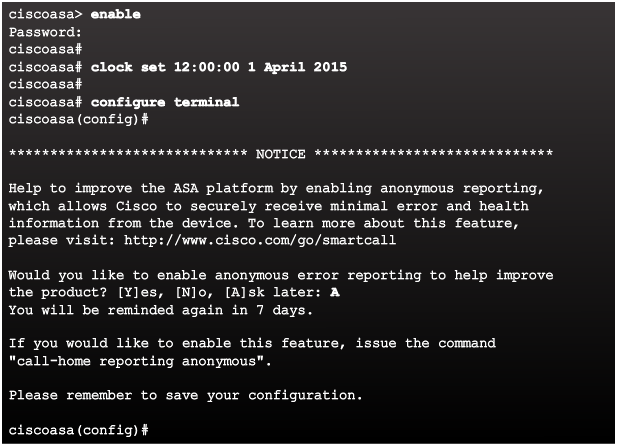 ciscoasa> enable
Password:
ciscoasa#
ciscoasa# clock set 12:00:00 1 April 2015
ciscoasa#
ciscoasa# configure terminal
ciscoasa(config)#
***************************** NOTICE *****************************
Help to improve the ASA platform by enabling anonymous reporting,
which allows Cisco to securely receive minimal error and health
information from the device. To learn more about this feature,
please visit: http://www.cisco.com/go/smartcall
Would you like to enable anonymous error reporting to help improve
the product? [Y]es, [N]o, [A]sk later: A
You will be reminded again in 7 days.
If you would like to enable this feature, issue the command
"call-home reporting anonymous".
Please remember to save your configuration.
ciscoasa(config)#